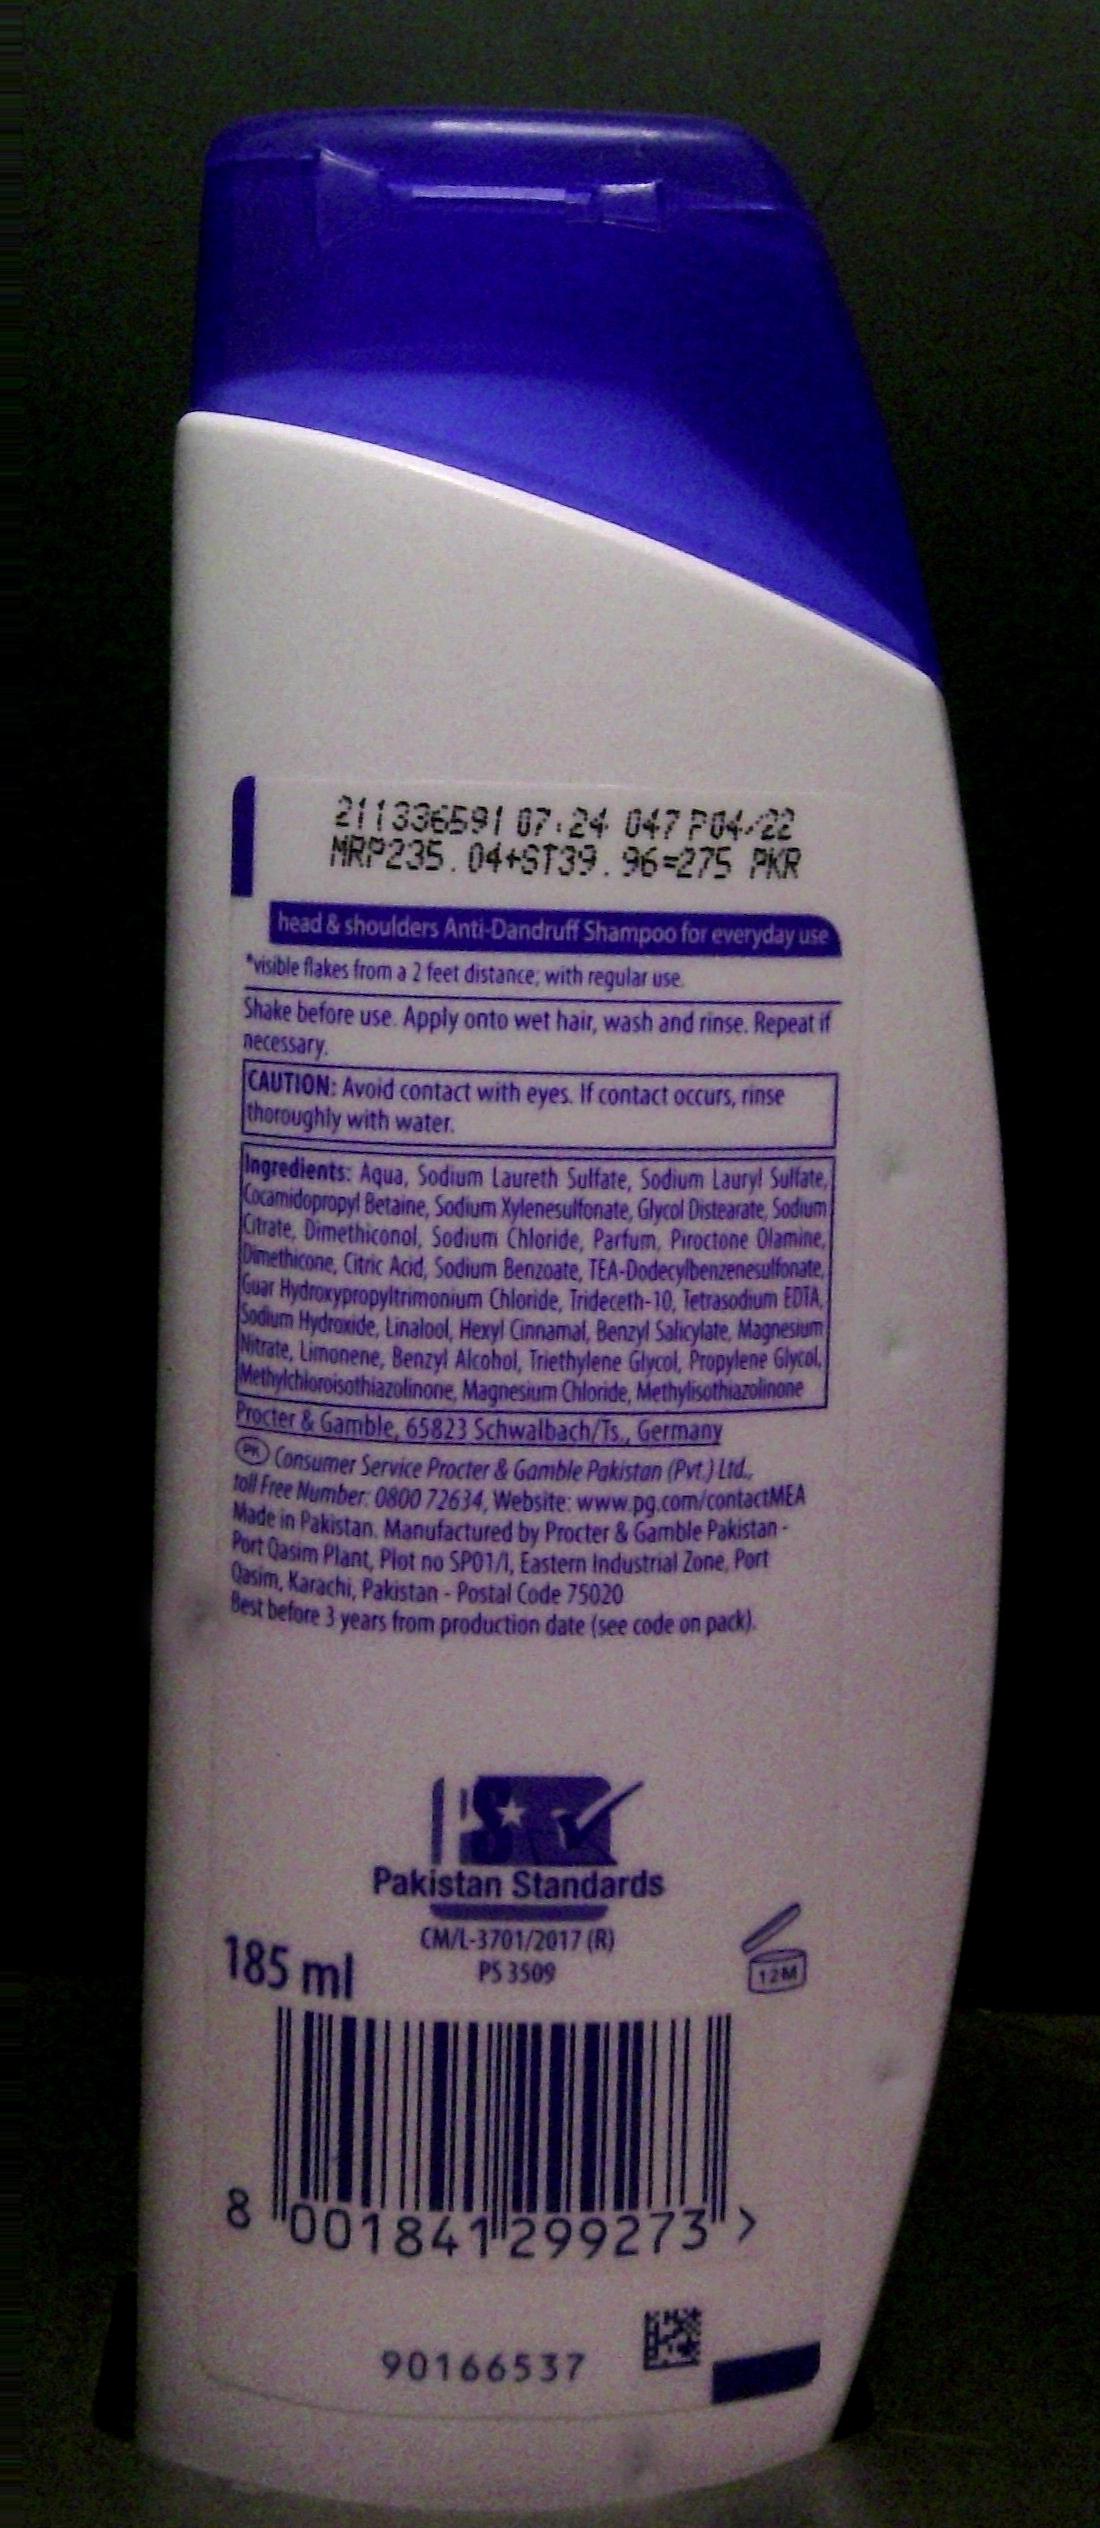 211336591 07:24 047 P04/22
MRP235.04+ST39.96=275 PKR
head & shoulders Anti-Dandruff Shampoo for everyday use
*visible flakes from a 2 feet distance; with regular use.
Shake before use. Apply onto wet hair, wash and rinse. Repeat if
necessary.
CAUTION: Avoid contact with eyes. If contact occurs, rinse
thoroughly with water.
Ingredients: Aqua, Sodium Laureth Sulfate, Sodium Lauryl Sulfate,
Cocamidopropyl Betaine, Sodium Xylenesulfonate, Glycol Distearate, Sodium
Citrate, Dimethiconol, Sodium Chloride, Parfum, Piroctone Olamine,
Dimethicone, Citric Acid, Sodium Benzoate, TEA-Dodecylbenzenesulfonate,
Guar Hydroxypropyltrimonium Chloride, Trideceth-10, Tetrasodium EDTA,
Sodium Hydroxide, Linalool, Hexyl Cinnamal, Benzyl Salicylate, Magnesium
Nitrate, Limonene, Benzyl Alcohol, Triethylene Glycol, Propylene Glycol,
Methylchloroisothiazolinone, Magnesium Chloride, Methylisothiazolinone
Procter & Gamble, 65823 Schwalbach/Ts., Germany
PK Consumer Service Procter & Gamble Pakistan (Pvt.) Ltd.,
toll Free Number: 0800 72634, Website: www.pg.com/contactMEA
Made in Pakistan. Manufactured by Procter & Gamble Pakistan -
Port Qasim Plant, Plot no SP01/I, Eastern Industrial Zone, Port
Qasim, Karachi, Pakistan - Postal Code 75020
Best before 3 years from production date (see code on pack).
Pakistan Standards
CM/L-3701/2017 (R)
PS 3509
185 ml
12M
8 001841 299273 >
90166537